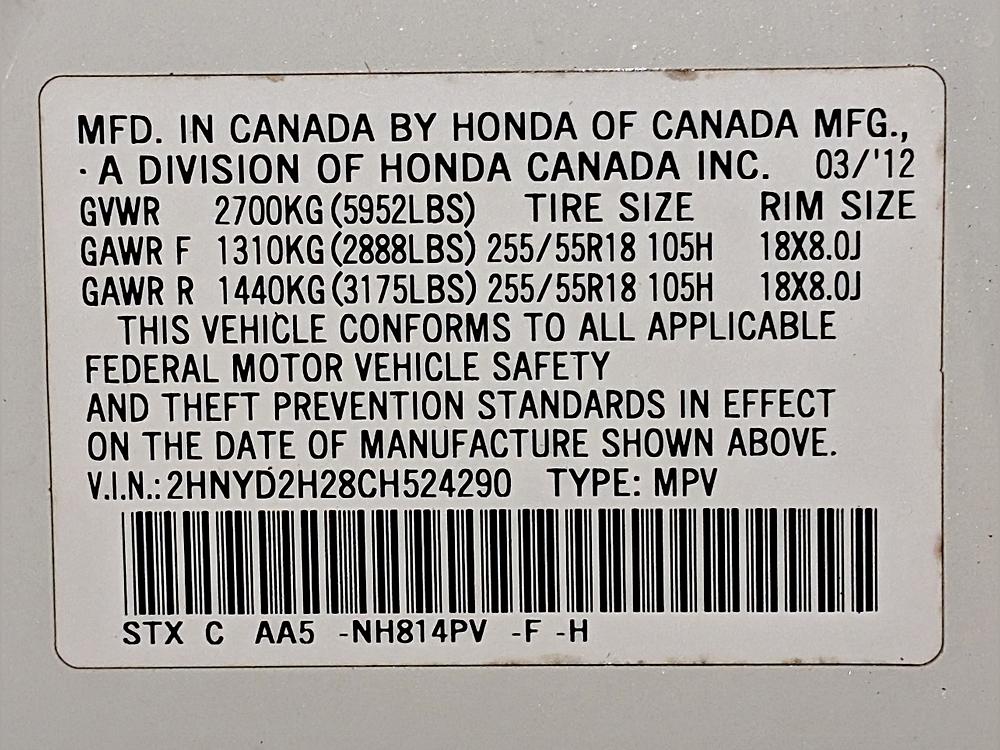 MFD. IN CANADA BY HONDA OF CANADA MFG.,
· A DIVISION OF HONDA CANADA INC. 03/'12
GVWR 2700KG (5952LBS) TIRE SIZE RIM SIZE
GAWR F 1310KG (2888LBS) 255/55R18 105H 18X8.0J
GAWR R 1440KG (3175LBS) 255/55R18 105H 18X8.0J
THIS VEHICLE CONFORMS TO ALL APPLICABLE
FEDERAL MOTOR VEHICLE SAFETY
AND THEFT PREVENTION STANDARDS IN EFFECT
ON THE DATE OF MANUFACTURE SHOWN ABOVE.
V.I.N.: 2HNYD2H28CH524290 TYPE: MPV
STX C AA5 -NH814PV -F -H